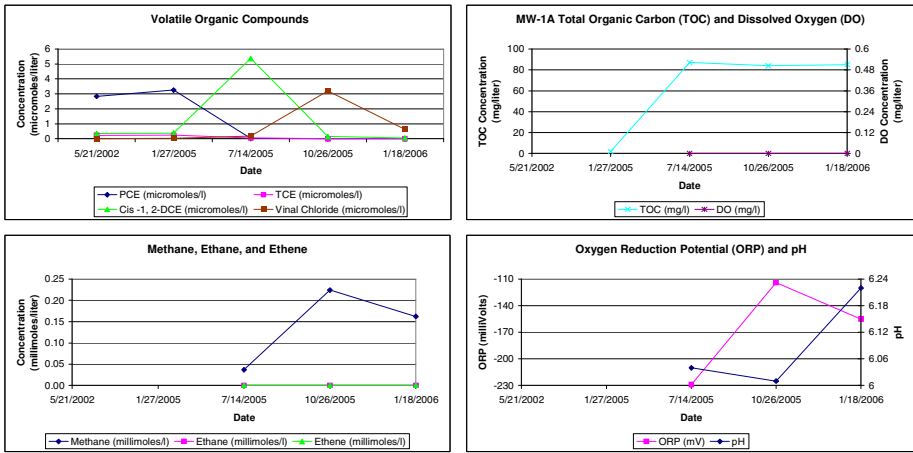 Volatile Organic Compounds
Concentration
(micromoles/liter)
6
5
4
3
2
1
0
5/21/2002 1/27/2005 7/14/2005 10/26/2005 1/18/2006
Date
PCE (micromoles/l) TCE (micromoles/l)
Cis -1, 2-DCE (micromoles/l) Vinal Chloride (micromoles/l)
MW-1A Total Organic Carbon (TOC) and Dissolved Oxygen (DO)
TOC Concentration
(mg/liter)
100
80
60
40
20
0
0.6
0.48
0.36
0.24
0.12
0
DO Concentration
(mg/liter)
5/21/2002 1/27/2005 7/14/2005 10/26/2005 1/18/2006
Date
TOC (mg/l) DO (mg/l)
Methane, Ethane, and Ethene
Concentration
(millimoles/liter)
0.25
0.20
0.15
0.10
0.05
0.00
5/21/2002 1/27/2005 7/14/2005 10/26/2005 1/18/2006
Date
Methane (millimoles/l) Ethane (millimoles/l) Ethene (millimoles/l)
Oxygen Reduction Potential (ORP) and pH
ORP (milliVolts)
-110
-140
-170
-200
-230
6.24
6.18
6.12
6.06
6
pH
5/21/2002 1/27/2005 7/14/2005 10/26/2005 1/18/2006
Date
ORP (mV) pH